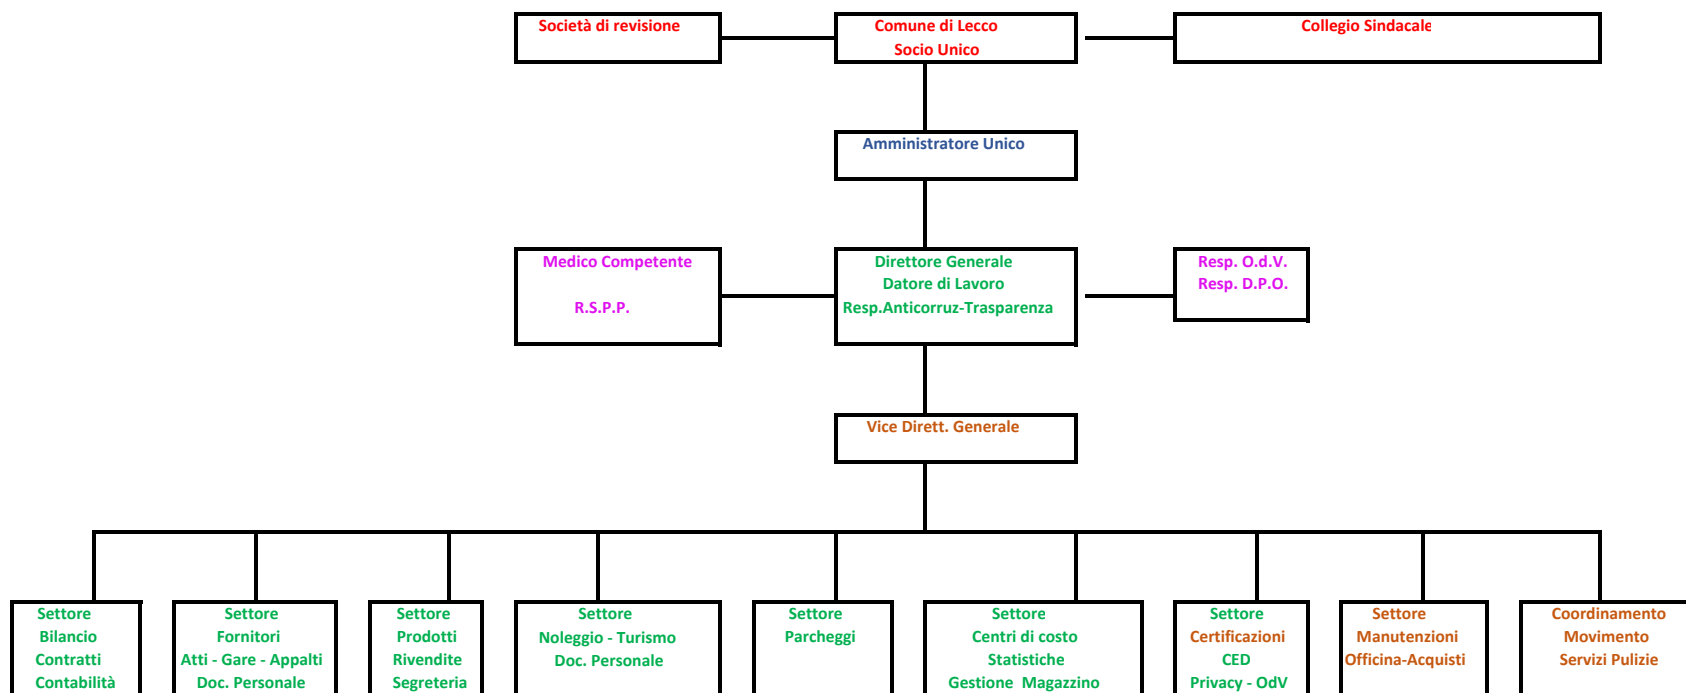 Società di revisione
Comune di Lecco
Socio Unico
Collegio Sindacale
Amministratore Unico
Medico Competente
R.S.P.P.
Direttore Generale
Datore di Lavoro
Resp.Anticorruz-Trasparenza
Resp. O.d.V.
Resp. D.P.O.
Vice Dirett. Generale
Settore
Bilancio
Contratti
Contabilità
Settore
Fornitori
Atti - Gare - Appalti
Doc. Personale
Settore
Prodotti
Rivendite
Segreteria
Settore
Noleggio - Turismo
Doc. Personale
Settore
Parcheggi
Settore
Centri di costo
Statistiche
Gestione Magazzino
Settore
Certificazioni
CED
Privacy - OdV
Settore
Manutenzioni
Officina-Acquisti
Coordinamento
Movimento
Servizi Pulizie